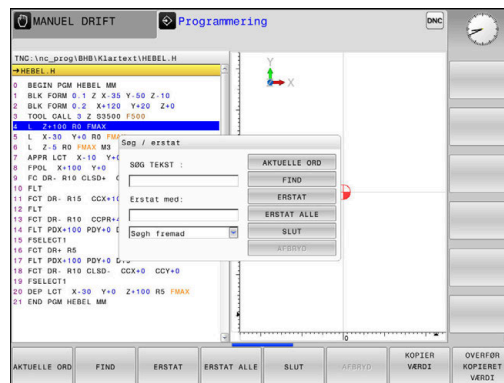 MANUEL DRIFT
Programmering
DNC
TNC:\nc_prog\BHB\Klartext\HEBEL.H
→HEBEL.H
0 BEGIN PGM HEBEL MM
1 BLK FORM 0.1 Z X-35 Y-50 Z-10
2 BLK FORM 0.2 X+120 Y+20 Z+0
3 TOOL CALL 3 Z S3500 F500
4 L Z+100 R0 FMAX
5 L X-30 Y+0 R0 FMAX
6 L Z-5 R0 FMAX M3
7 APPR LCT X-10 Y+0
8 FPOL X+100 Y+0
9 FC DR- R10 CLSD+
10 FLT
11 FCT DR- R15 CCX+10
12 FLT
13 FCT DR- R10 CCPR+4
14 FLT PDX+100 PDY+0 D
15 FSELECT1
16 FCT DR+ R5
17 FLT PDX+100 PDY+0 D15
18 FCT DR- R10 CLSD- CCX+0 CCY+0
19 FSELECT1
20 DEP LCT X-30 Y+0 Z+100 R5 FMAX
21 END PGM HEBEL MM
Y
X
0
Søg / erstat
SØG TEKST :
Erstat med:
Søgh fremad
AKTUELLE ORD
FIND
ERSTAT
ERSTAT ALLE
SLUT
AFBRYD
AKTUELLE ORD
FIND
ERSTAT
ERSTAT ALLE
SLUT
AFBRYD
KOPIER
VÆRDI
OVERFØR
KOPIERET
VÆRDI